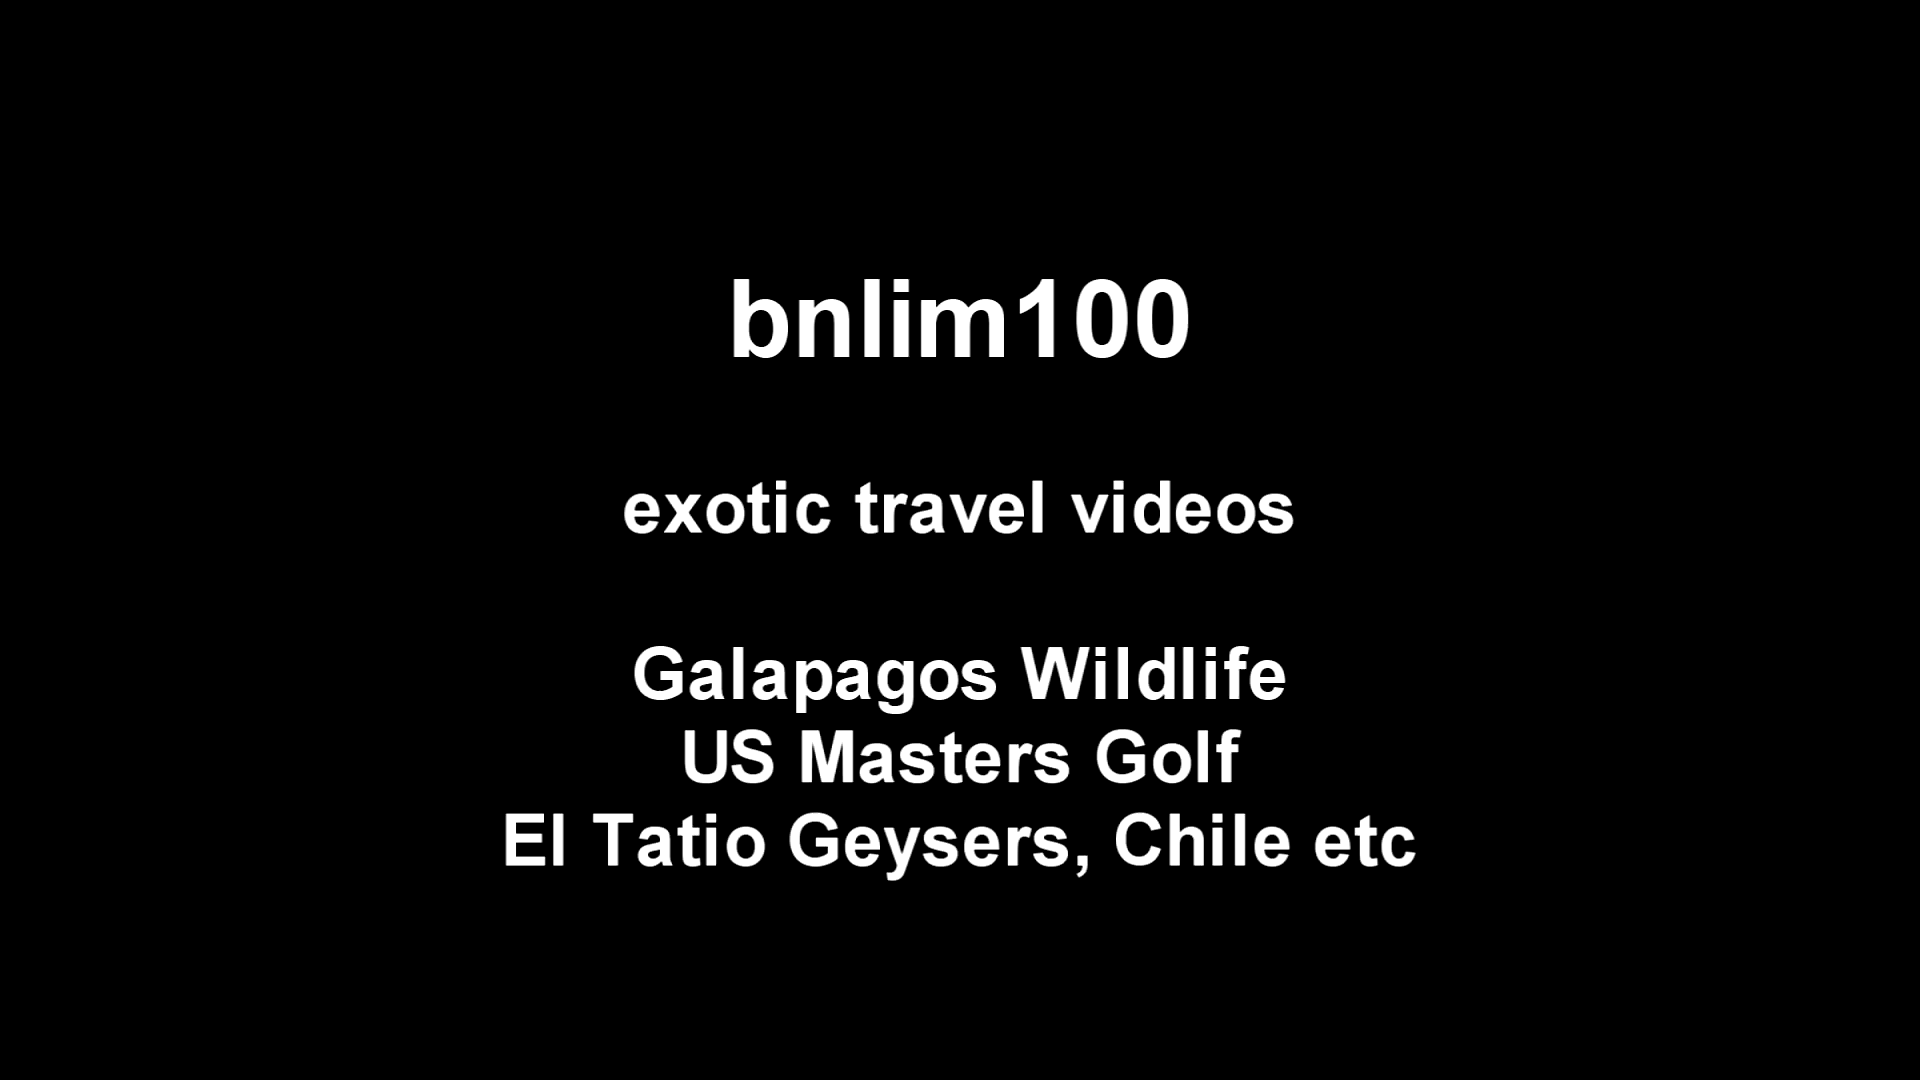 bnlim100
exotic travel videos
Galapagos Wildlife
US Masters Golf
El Tatio Geysers, Chile etc